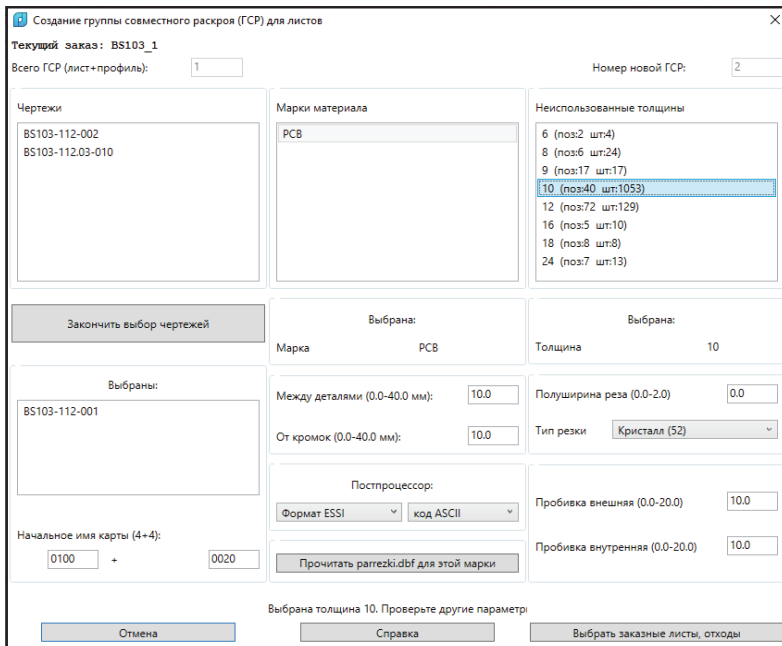 Создание группы совместного раскроя (ГСР) для листов
Текущий заказ: BS103_1
Всего ГСР (лист+профиль): 1
Номер новой ГСР: 2
Чертежи
BS103-112-002
BS103-112.03-010
Марки материала
РСВ
Неиспользованные толщины
6 (поз:2 шт:4)
8 (поз:6 шт:24)
9 (поз:17 шт:17)
10 (поз:40 шт:1053)
12 (поз:72 шт:129)
16 (поз:5 шт:10)
18 (поз:8 шт:8)
24 (поз:7 шт:13)
Закончить выбор чертежей
Выбрана:
Марка РСВ
Выбрана:
Толщина 10
Выбраны:
BS103-112-001
Между деталями (0.0-40.0 мм): 10.0
От кромок (0.0-40.0 мм): 10.0
Полуширина реза (0.0-2.0) 0.0
Тип резки Кристалл (52)
Постпроцессор:
Формат ESSI код ASCII
Пробивка внешняя (0.0-20.0) 10.0
Пробивка внутренняя (0.0-20.0) 10.0
Начальное имя карты (4+4):
0100 + 0020
Прочитать parrezki.dbf для этой марки
Выбрана толщина 10. Проверьте другие параметры
Отмена
Справка
Выбрать заказные листы, отходы